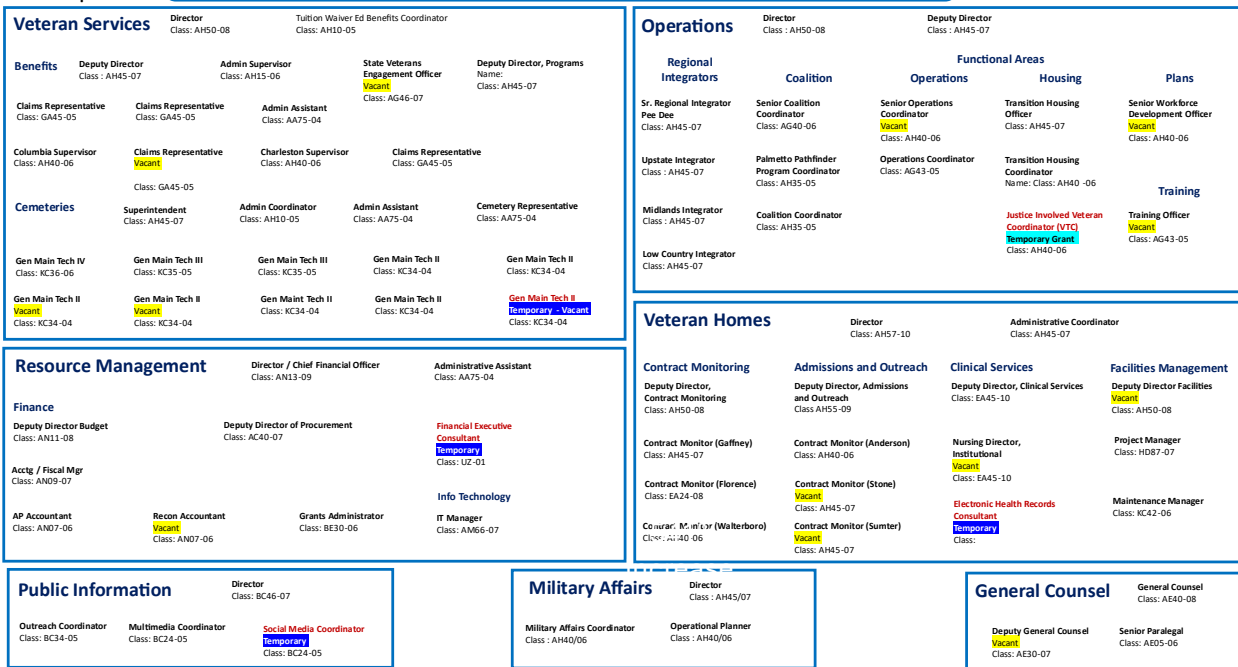 Veteran Services
Director
Class: AH50-08
Tuition Waiver Ed Benefits Coordinator
Class: AH10-05
Benefits
Deputy Director
Class : AH45-07
Admin Supervisor
Class: AH15-06
State Veterans
Engagement Officer
Vacant
Class: AG46-07
Deputy Director, Programs
Name:
Class: AH45-07
Claims Representative
Class: GA45-05
Claims Representative
Class: GA45-05
Admin Assistant
Class: AA75-04
Columbia Supervisor
Class: AH40-06
Claims Representative
Vacant
Class: GA45-05
Charleston Supervisor
Class: AH40-06
Claims Representative
Class: GA45-05
Cemeteries
Superintendent
Class: AH45-07
Admin Coordinator
Class: AH10-05
Admin Assistant
Class: AA75-04
Cemetery Representative
Class: AA75-04
Gen Main Tech IV
Class: KC36-06
Gen Main Tech III
Class: KC35-05
Gen Main Tech III
Class: KC35-05
Gen Main Tech II
Class: KC34-04
Gen Main Tech II
Class: KC34-04
Gen Main Tech II
Vacant
Class: KC34-04
Gen Main Tech II
Vacant
Class: KC34-04
Gen Maint Tech II
Class: KC34-04
Gen Main Tech II
Class: KC34-04
Gen Main Tech II
Temporary - Vacant
Class: KC34-04
Operations
Director
Class : AH50-08
Deputy Director
Class : AH45-07
Functional Areas
Regional
Integrators
Coalition
Operations
Housing
Plans
Sr. Regional Integrator
Pee Dee
Class: AH45-07
Senior Coalition
Coordinator
Class: AG40-06
Senior Operations
Coordinator
Vacant
Class: AH40-06
Transition Housing
Officer
Class: AH45-07
Senior Workforce
Development Officer
Vacant
Class: AH40-06
Upstate Integrator
Class : AH45-07
Palmetto Pathfinder
Program Coordinator
Class: AH35-05
Operations Coordinator
Class: AG43-05
Transition Housing
Coordinator
Name: Class: AH40 -06
Training
Midlands Integrator
Class : AH45-07
Coalition Coordinator
Class: AH35-05
Justice Involved Veteran
Coordinator (VTC)
Temporary Grant
Class: AH40-06
Training Officer
Vacant
Class: AG43-05
Low Country Integrator
Class: AH45-07
Resource Management
Director / Chief Financial Officer
Class: AN13-09
Administrative Assistant
Class: AA75-04
Finance
Deputy Director Budget
Class: AN11-08
Deputy Director of Procurement
Class: AC40-07
Financial Executive
Consultant
Temporary
Class: UZ-01
Acctg / Fiscal Mgr
Class: AN09-07
Info Technology
AP Accountant
Class: AN07-06
Recon Accountant
Vacant
Class: AN07-06
Grants Administrator
Class: BE30-06
IT Manager
Class: AM66-07
Veteran Homes
Director
Class: AH57-10
Administrative Coordinator
Class: AH45-07
Contract Monitoring
Admissions and Outreach
Clinical Services
Facilities Management
Deputy Director,
Contract Monitoring
Class: AH50-08
Deputy Director, Admissions
and Outreach
Class AH55-09
Deputy Director, Clinical Services
Class: EA45-10
Deputy Director Facilities
Vacant
Class: AH50-08
Contract Monitor (Gaffney)
Class: AH45-07
Contract Monitor (Anderson)
Class: AH40-06
Nursing Director,
Institutional
Vacant
Class: EA45-10
Project Manager
Class: HD87-07
Contract Monitor (Florence)
Class: EA24-08
Contract Monitor (Stone)
Vacant
Class: AH45-07
Electronic Health Records
Consultant
Temporary
Class:
Maintenance Manager
Class: KC42-06
Contract Monitor (Walterboro)
Class: AH40-06
Contract Monitor (Sumter)
Vacant
Class: AH45-07
Public Information
Director
Class: BC46-07
Outreach Coordinator
Class: BC34-05
Multimedia Coordinator
Class: BC24-05
Social Media Coordinator
Temporary
Class: BC24-05
Military Affairs
Director
Class : AH45/07
Military Affairs Coordinator
Class : AH40/06
Operational Planner
Class : AH40/06
General Counsel
General Counsel
Class: AE40-08
Deputy General Counsel
Vacant
Class: AE30-07
Senior Paralegal
Class: AE05-06